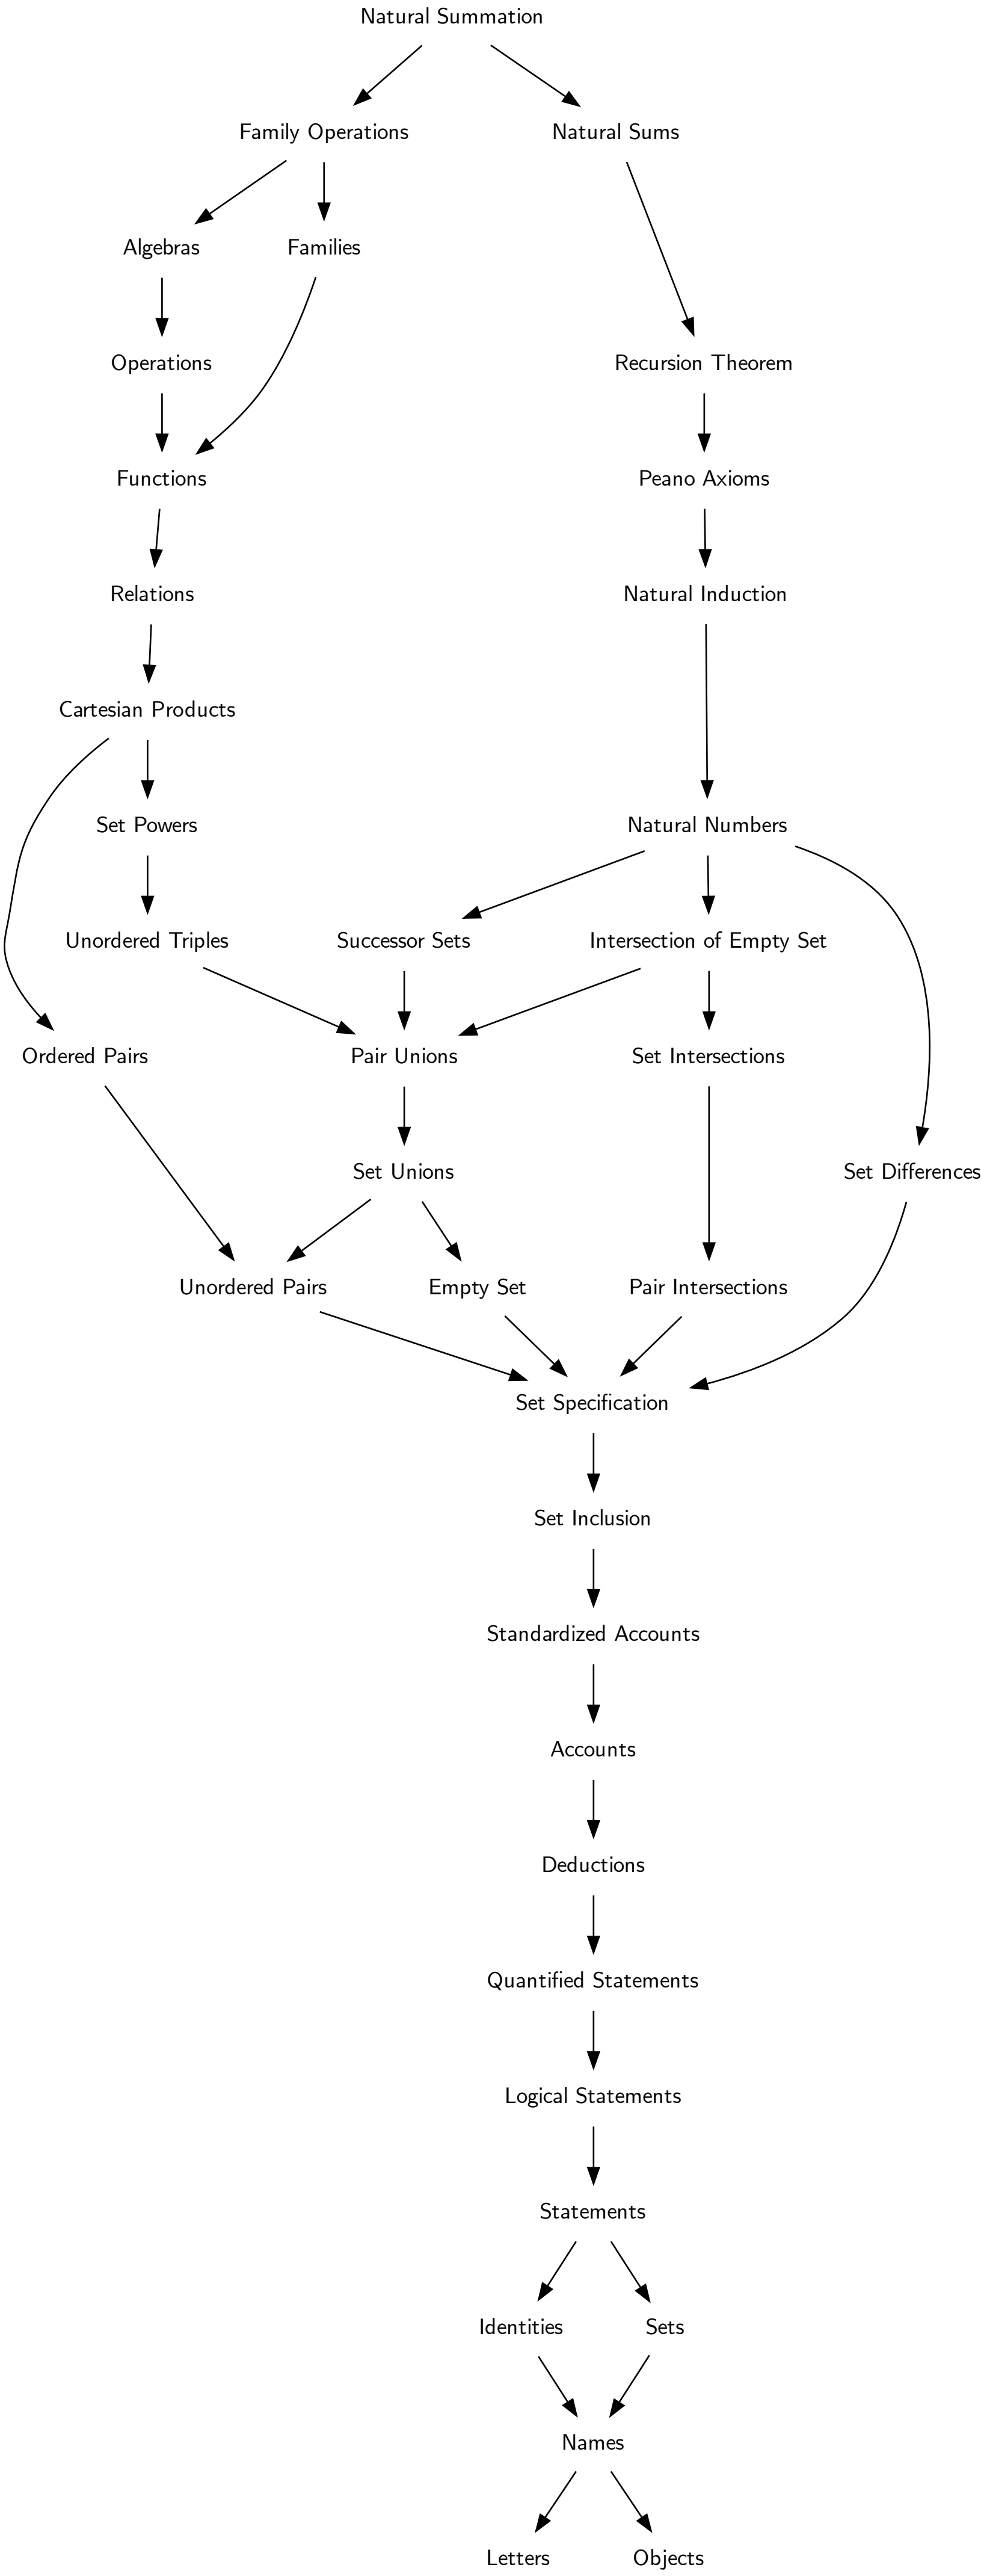 Natural Summation
Family Operations
Natural Sums
Algebras
Families
Operations
Recursion Theorem
Functions
Peano Axioms
Relations
Natural Induction
Cartesian Products
Set Powers
Natural Numbers
Unordered Triples
Successor Sets
Intersection of Empty Set
Ordered Pairs
Pair Unions
Set Intersections
Set Unions
Set Differences
Unordered Pairs
Empty Set
Pair Intersections
Set Specification
Set Inclusion
Standardized Accounts
Accounts
Deductions
Quantified Statements
Logical Statements
Statements
Identities
Sets
Names
Letters
Objects